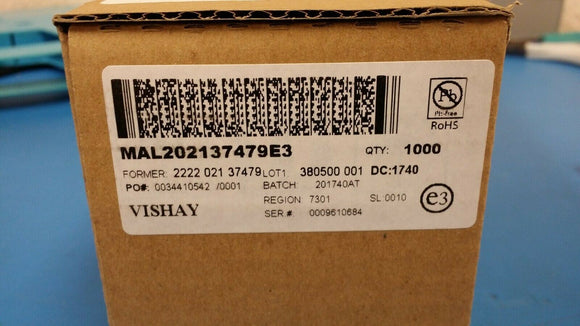 Pb
Pb-free
RoHS
MAL202137479E3 QTY: 1000
FORMER: 2222 021 37479 LOT1: 380500 001 DC:1740
PO#: 0034410542 /0001 BATCH: 201740AT
REGION: 7301 SL:0010
VISHAY SER.#: 0009610684
e3